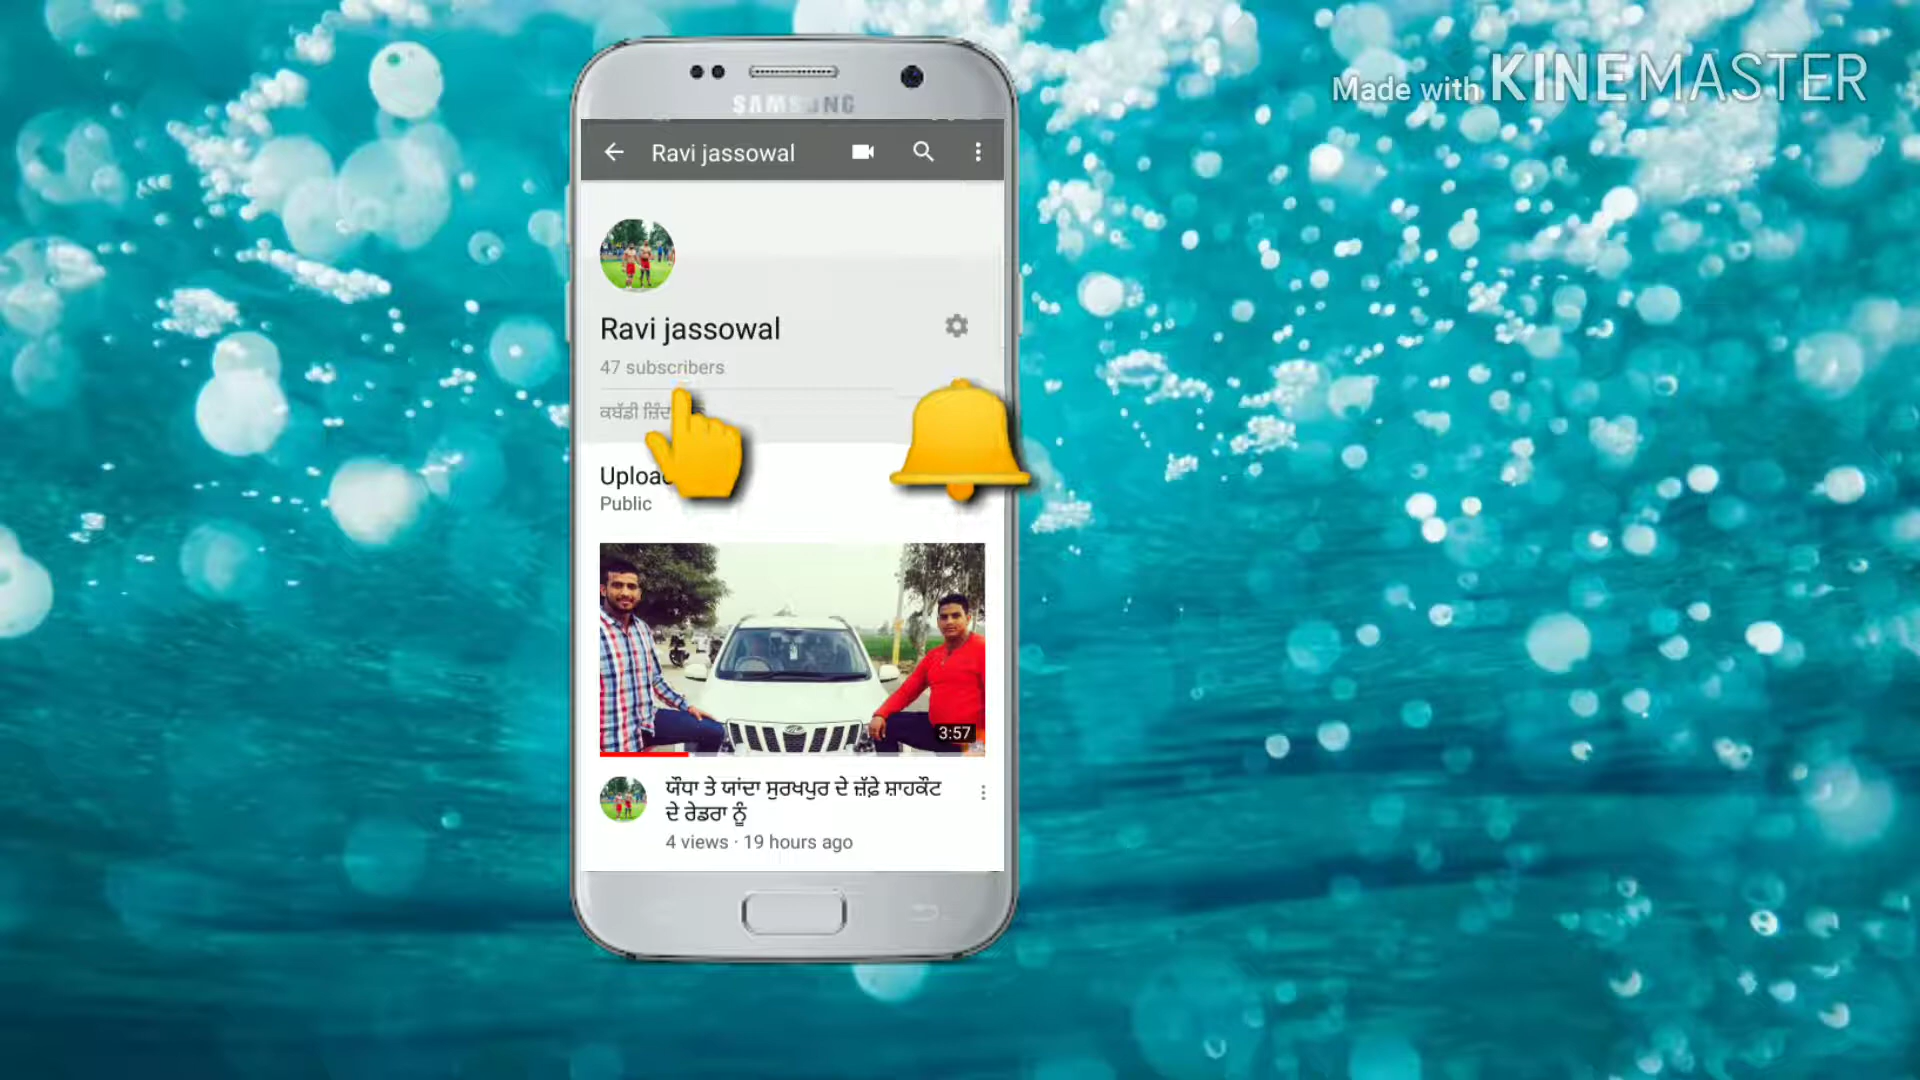 Made with KINEMASTER
SAMSUNG
Ravi jassowal
Ravi jassowal
47 subscribers
ਕਬੱਡੀ
Public
3:57
ਯੌਧਾ ਤੇ ਯਾਂਦਾ ਸੁਰਖਪੁਰ ਦੇ ਜੱਫ਼ੇ ਸ਼ਾਹਕੌਟ
ਦੇ ਰੇਡਰਾ ਨੂੰ
4 views · 19 hours ago